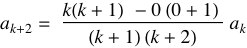 a_{k+2} = \frac{k(k+1) - 0(0+1)}{(k+1)(k+2)} a_k